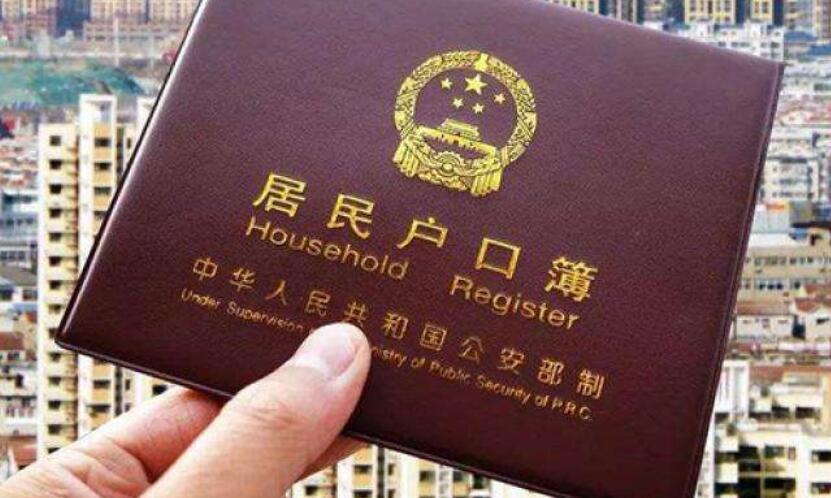 居民户口簿
Household Register
中华人民共和国公安部制
Under Supervision nistry of Public Security of P.R.C.